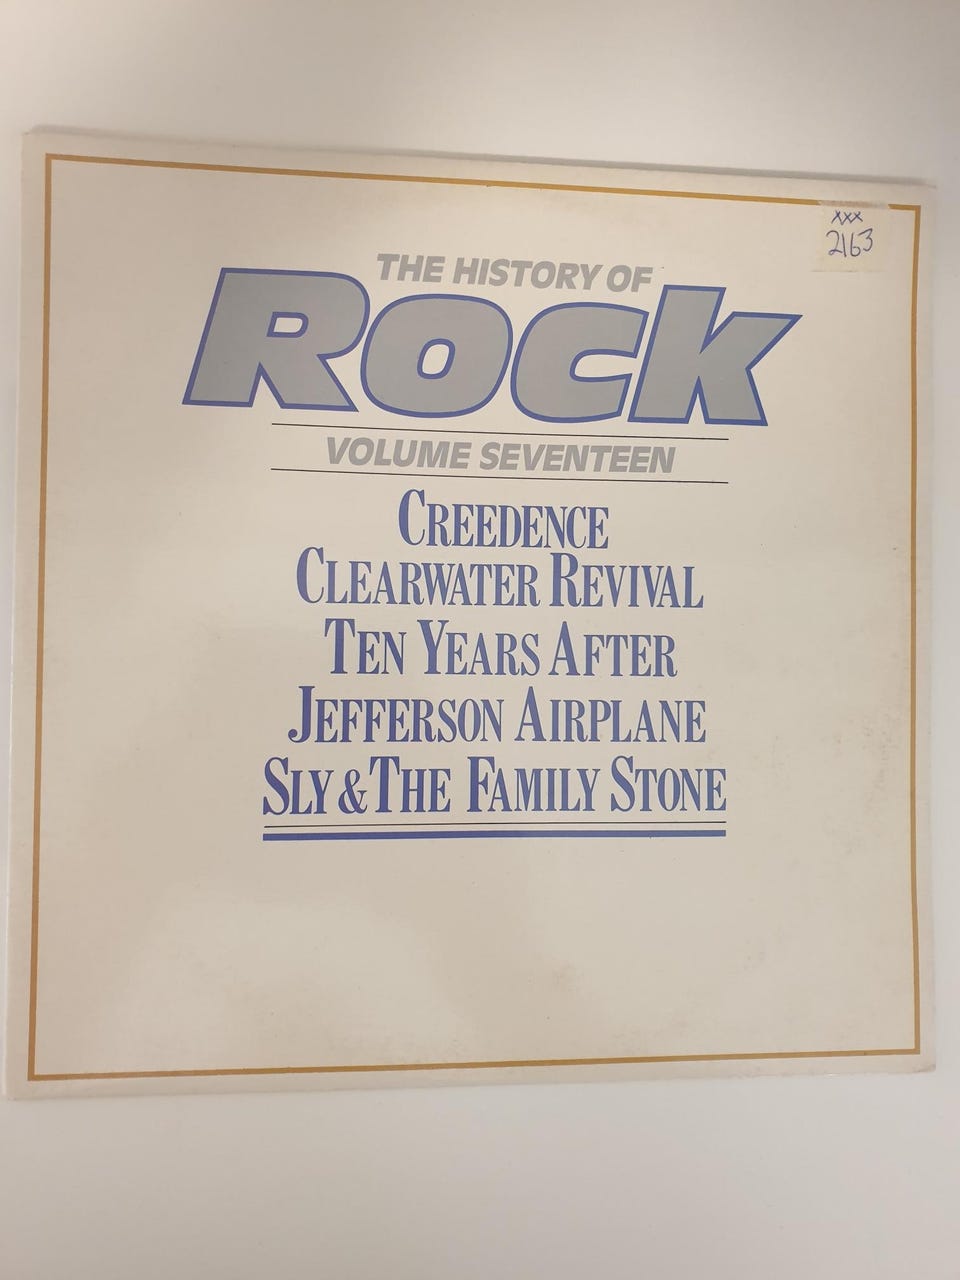 xxx
2163
THE HISTORY OF
Rock
VOLUME SEVENTEEN
CREEDENCE
CLEARWATER REVIVAL
TEN YEARS AFTER
JEFFERSON AIRPLANE
SLY & THE FAMILY STONE